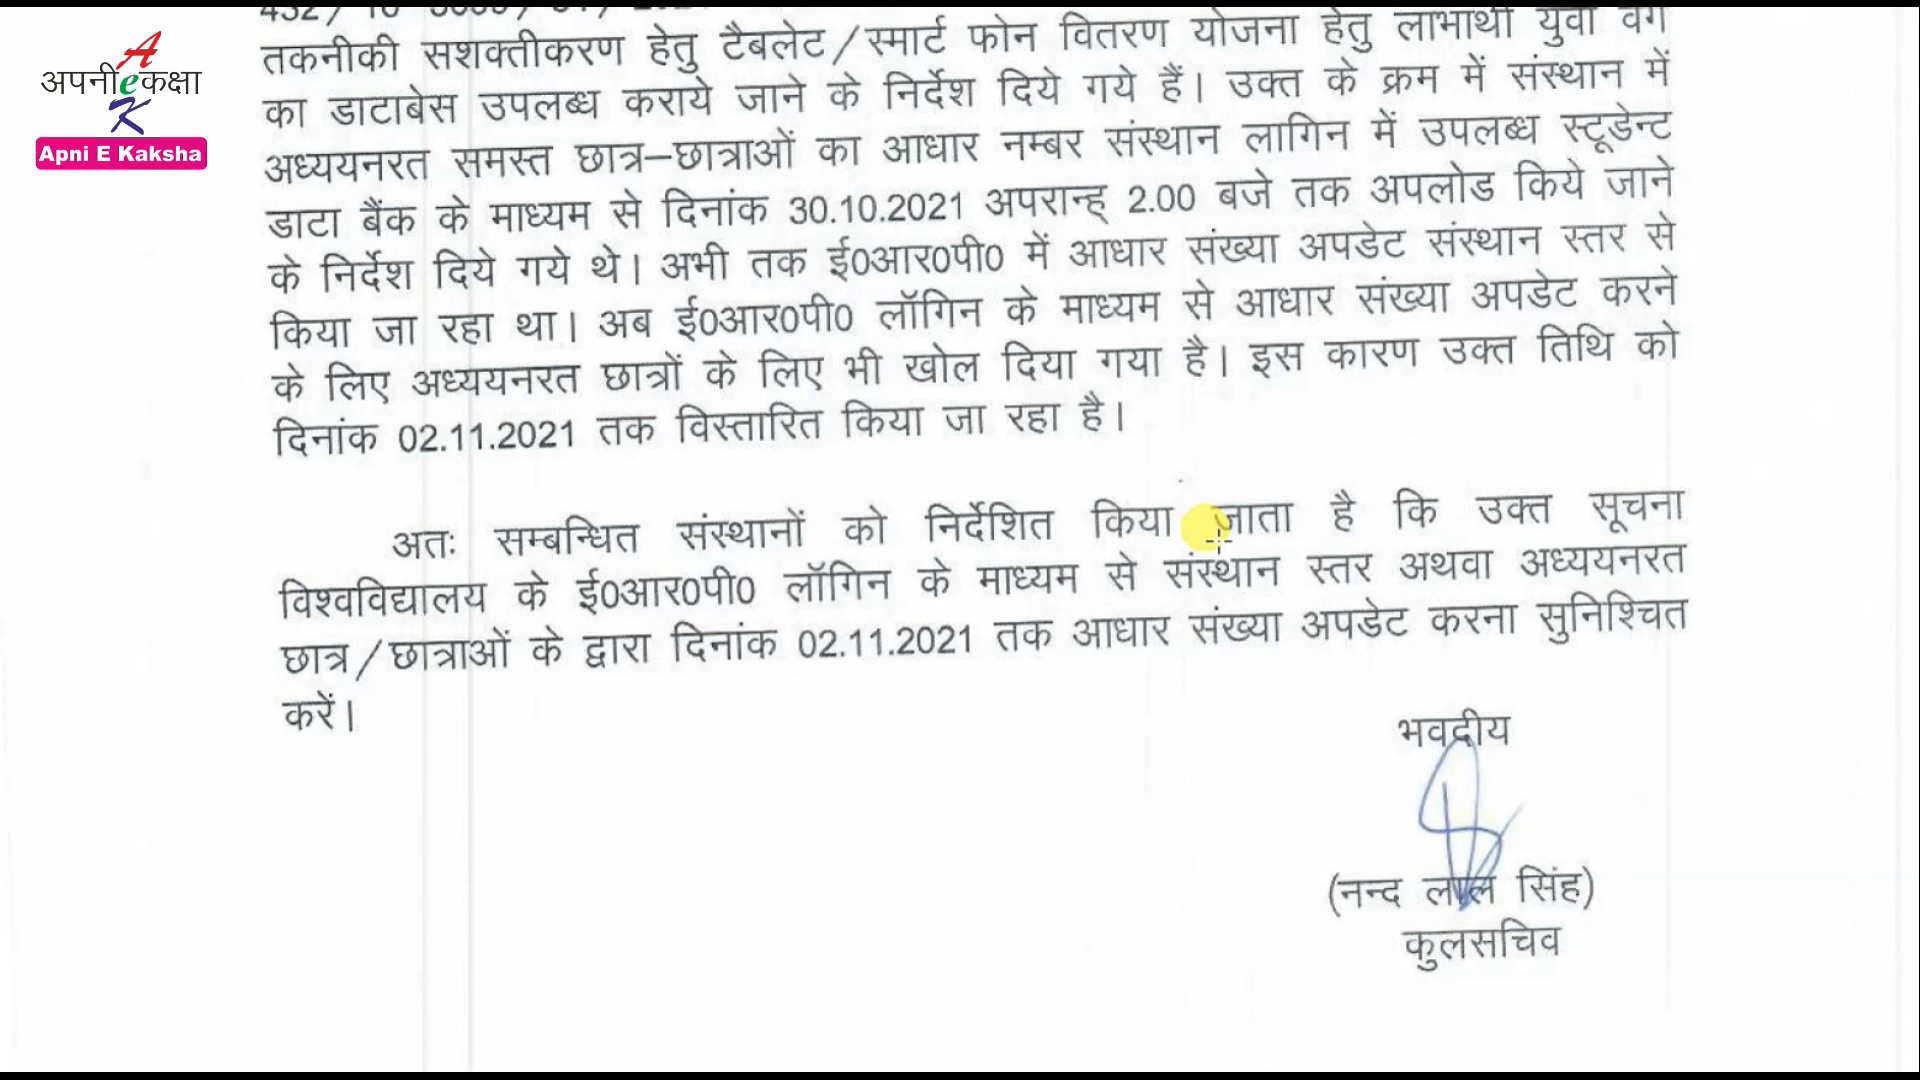 अपनी e कक्षा
A
K
Apni E Kaksha
तकनीकी सशक्तीकरण हेतु टैबलेट/स्मार्ट फोन वितरण योजना हेतु लाभार्थी युवा वर्ग
का डाटाबेस उपलब्ध कराये जाने के निर्देश दिये गये हैं। उक्त के क्रम में संस्थान में
अध्ययनरत समस्त छात्र–छात्राओं का आधार नम्बर संस्थान लागिन में उपलब्ध स्टूडेन्ट
डाटा बैंक के माध्यम से दिनांक 30.10.2021 अपरान्ह् 2.00 बजे तक अपलोड किये जाने
के निर्देश दिये गये थे। अभी तक ई0आर0पी0 में आधार संख्या अपडेट संस्थान स्तर से
किया जा रहा था। अब ई0आर0पी0 लॉगिन के माध्यम से आधार संख्या अपडेट करने
के लिए अध्ययनरत छात्रों के लिए भी खोल दिया गया है। इस कारण उक्त तिथि को
दिनांक 02.11.2021 तक विस्तारित किया जा रहा है।
अतः सम्बन्धित संस्थानों को निर्देशित किया जाता है कि उक्त सूचना
विश्वविद्यालय के ई0आर0पी0 लॉगिन के माध्यम से संस्थान स्तर अथवा अध्ययनरत
छात्र/छात्राओं के द्वारा दिनांक 02.11.2021 तक आधार संख्या अपडेट करना सुनिश्चित
करें।
भवदीय
(नन्द लाल सिंह)
कुलसचिव